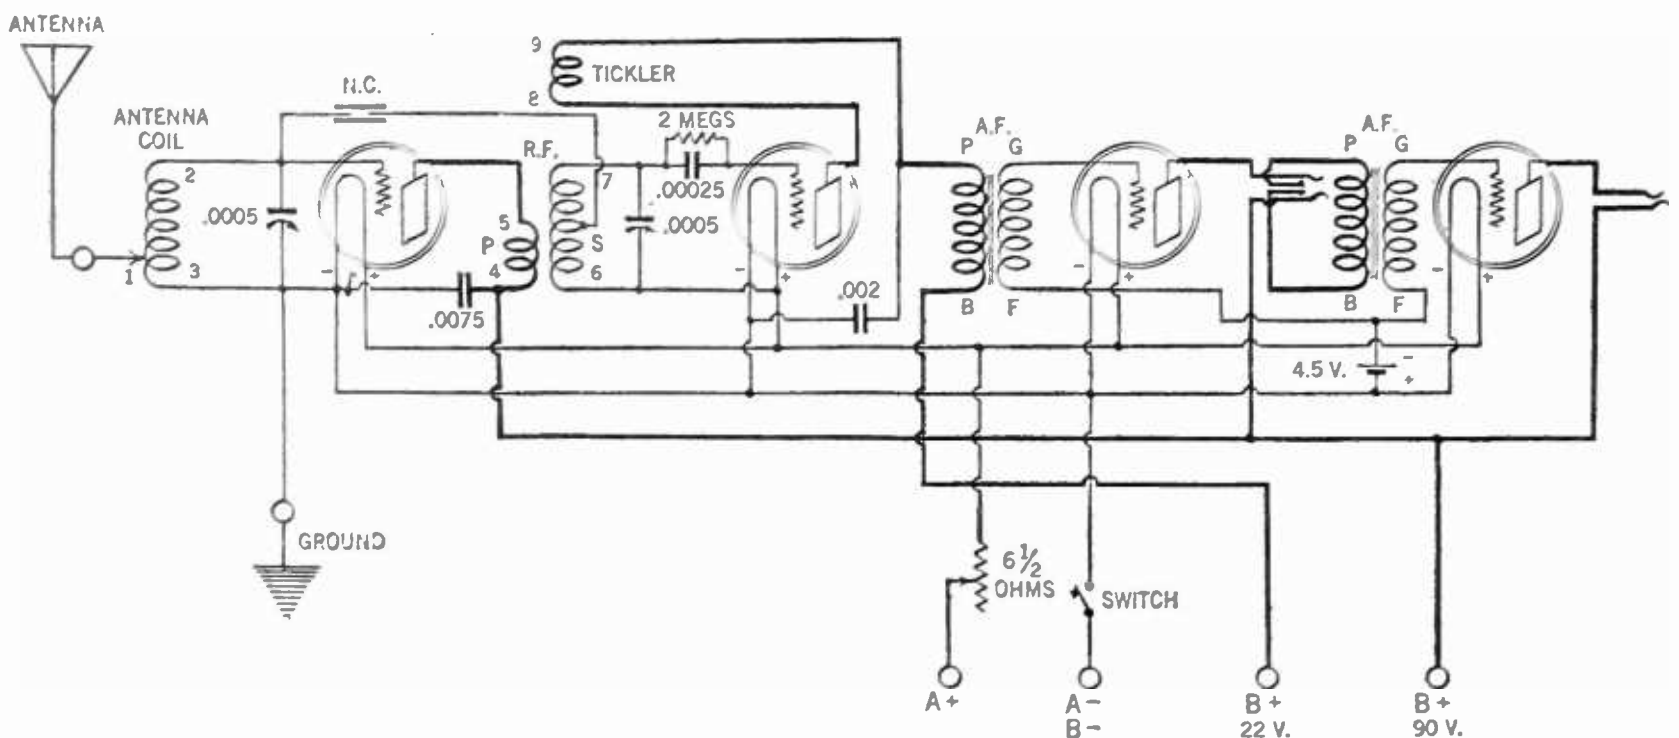 ANTENNA
ANTENNA
COIL
N.C.
9
TICKLER
8
2 MEGS
R.F.
.00025
.0005
2
7
.0005
5
P
S
1
3
4
6
- +
- +
.0075
.002
A.F.
P G
B F
- +
A.F.
P G
B F
- +
4.5 V.
-
+
GROUND
6½
OHMS
SWITCH
A+
A-
B-
B+
22 V.
B+
90 V.